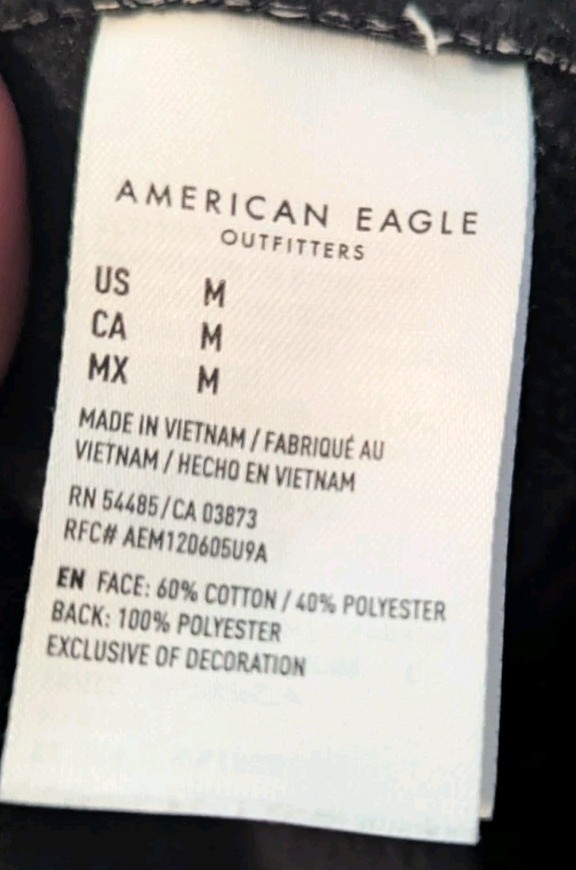 AMERICAN EAGLE
OUTFITTERS
US M
CA M
MX M
MADE IN VIETNAM / FABRIQUÉ AU
VIETNAM / HECHO EN VIETNAM
RN 54485/CA 03873
RFC# AEM120605U9A
EN FACE: 60% COTTON / 40% POLYESTER
BACK: 100% POLYESTER
EXCLUSIVE OF DECORATION